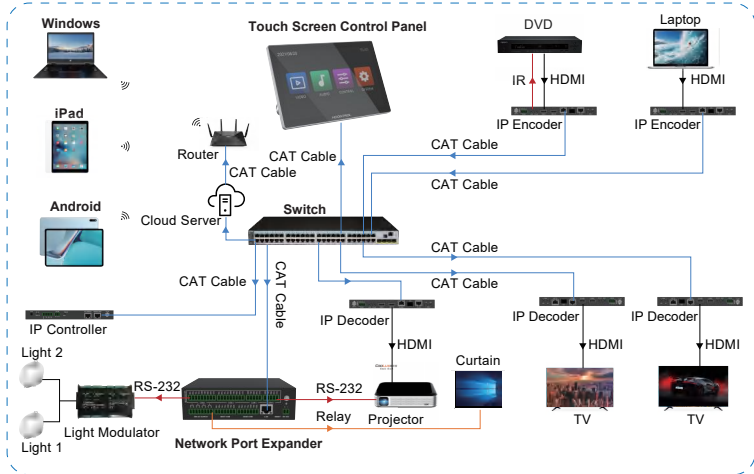 Windows
Touch Screen Control Panel
DVD
Laptop
IR
HDMI
HDMI
iPad
IP Encoder
IP Encoder
Router
CAT Cable
CAT Cable
CAT Cable
CAT Cable
Android
Cloud Server
Switch
CAT Cable
CAT Cable
CAT Cable
CAT Cable
IP Controller
IP Decoder
IP Decoder
IP Decoder
Light 2
HDMI
HDMI
HDMI
Curtain
RS-232
RS-232
Relay
Projector
TV
TV
Light 1
Light Modulator
Network Port Expander